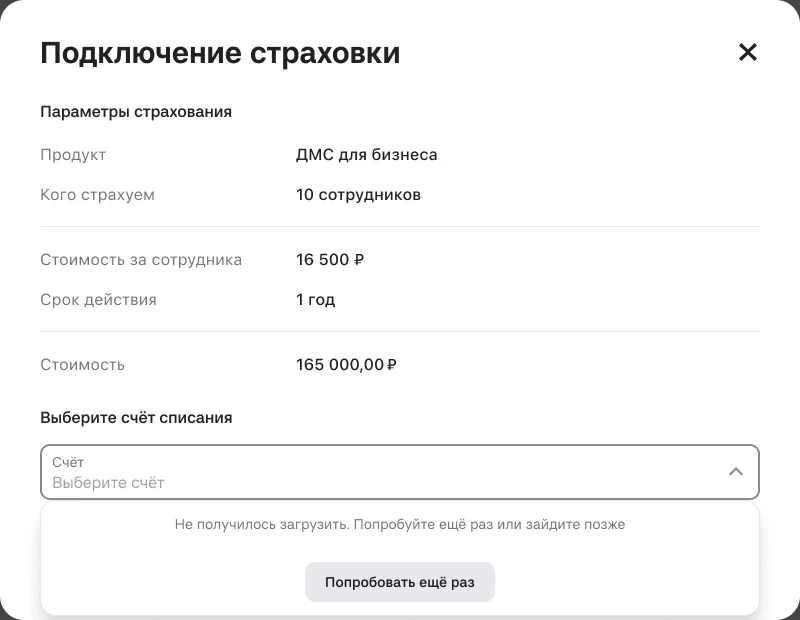 Подключение страховки
Параметры страхования
Продукт ДМС для бизнеса
Кого страхуем 10 сотрудников
Стоимость за сотрудника 16 500 ₽
Срок действия 1 год
Стоимость 165 000,00 ₽
Выберите счёт списания
Счёт
Выберите счёт
Не получилось загрузить. Попробуйте ещё раз или зайдите позже
Попробовать ещё раз